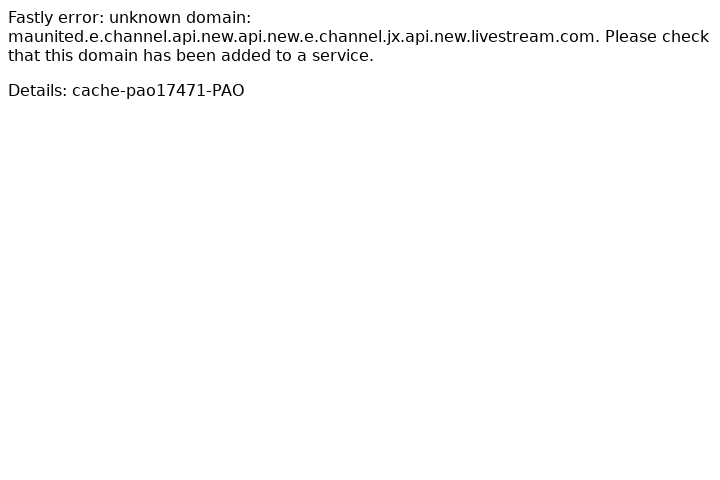 Fastly error: unknown domain:
maunited.e.channel.api.new.api.new.e.channel.jx.api.new.livestream.com. Please check
that this domain has been added to a service.
Details: cache-pao17471-PAO